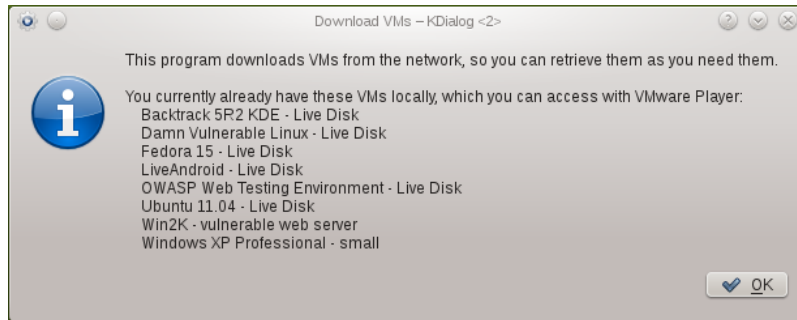 Download VMs – KDialog <2>
This program downloads VMs from the network, so you can retrieve them as you need them.
You currently already have these VMs locally, which you can access with VMware Player:
Backtrack 5R2 KDE - Live Disk
Damn Vulnerable Linux - Live Disk
Fedora 15 - Live Disk
LiveAndroid - Live Disk
OWASP Web Testing Environment - Live Disk
Ubuntu 11.04 - Live Disk
Win2K - vulnerable web server
Windows XP Professional - small
OK